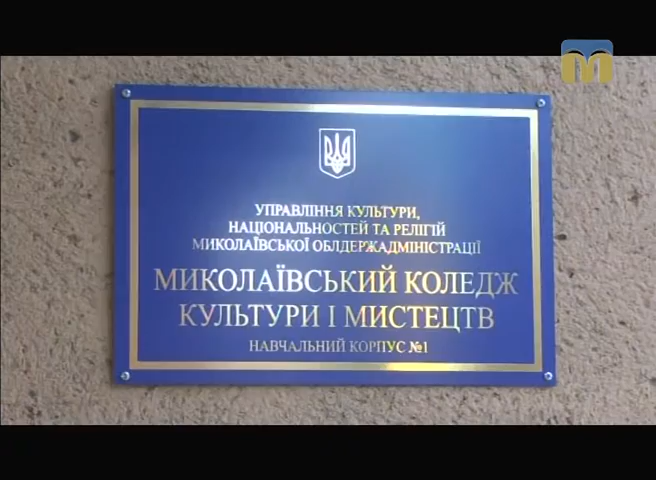 УПРАВЛІННЯ КУЛЬТУРИ,
НАЦІОНАЛЬНОСТЕЙ ТА РЕЛІГІЙ
МИКОЛАЇВСЬКОЇ ОБЛДЕРЖАДМІНІСТРАЦІЇ
МИКОЛАЇВСЬКИЙ КОЛЕДЖ
КУЛЬТУРИ І МИСТЕЦТВ
НАВЧАЛЬНИЙ КОРПУС №1